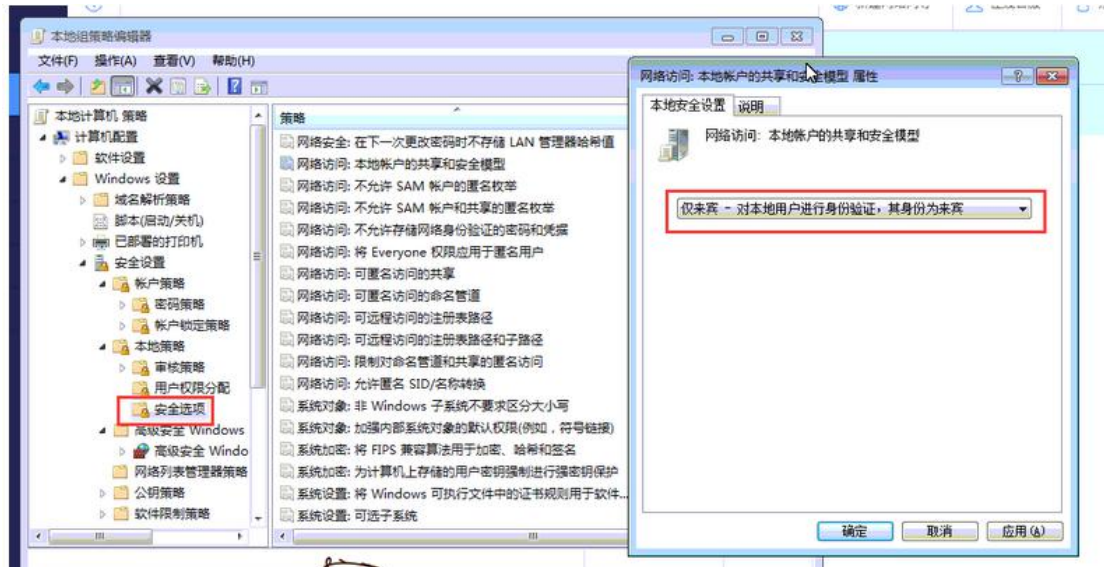 本地组策略编辑器
文件(F) 操作(A) 查看(V) 帮助(H)
本地计算机 策略
计算机配置
软件设置
Windows 设置
域名解析策略
脚本(启动/关机)
已部署的打印机
安全设置
帐户策略
密码策略
帐户锁定策略
本地策略
审核策略
用户权限分配
安全选项
高级安全 Windows
高级安全 Windo
网络列表管理器策略
公钥策略
软件限制策略
策略
网络安全: 在下一次更改密码时不存储 LAN 管理器哈希值
网络访问: 本地帐户的共享和安全模型
网络访问: 不允许 SAM 帐户的匿名枚举
网络访问: 不允许 SAM 帐户和共享的匿名枚举
网络访问: 不允许存储网络身份验证的密码和凭据
网络访问: 将 Everyone 权限应用于匿名用户
网络访问: 可匿名访问的共享
网络访问: 可匿名访问的命名管道
网络访问: 可远程访问的注册表路径
网络访问: 可远程访问的注册表路径和子路径
网络访问: 限制对命名管道和共享的匿名访问
网络访问: 允许匿名 SID/名称转换
系统对象: 非 Windows 子系统不要求区分大小写
系统对象: 加强内部系统对象的默认权限(例如，符号链接)
系统加密: 将 FIPS 兼容算法用于加密、哈希和签名
系统加密: 为计算机上存储的用户密钥强制进行强密钥保护
系统设置: 将 Windows 可执行文件中的证书规则用于软件...
系统设置: 可选子系统
网络访问: 本地帐户的共享和安全模型 属性
本地安全设置 说明
网络访问: 本地帐户的共享和安全模型
仅来宾 - 对本地用户进行身份验证，其身份为来宾
确定 取消 应用(A)